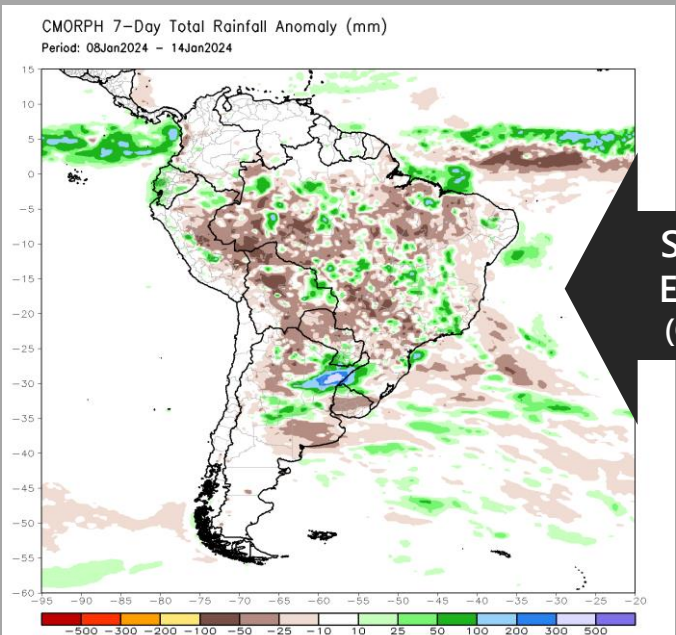 CMORPH 7-Day Total Rainfall Anomaly (mm)
Period: 08Jan2024 - 14Jan2024
15
10
5
0
-5
-10
-15
-20
-25
-30
-35
-40
-45
-50
-55
-60
-95 -90 -85 -80 -75 -70 -65 -60 -55 -50 -45 -40 -35 -30 -25 -20
-500 -300 -200 -100 -50 -25 -10 10 25 50 100 200 300 500
S
E
(